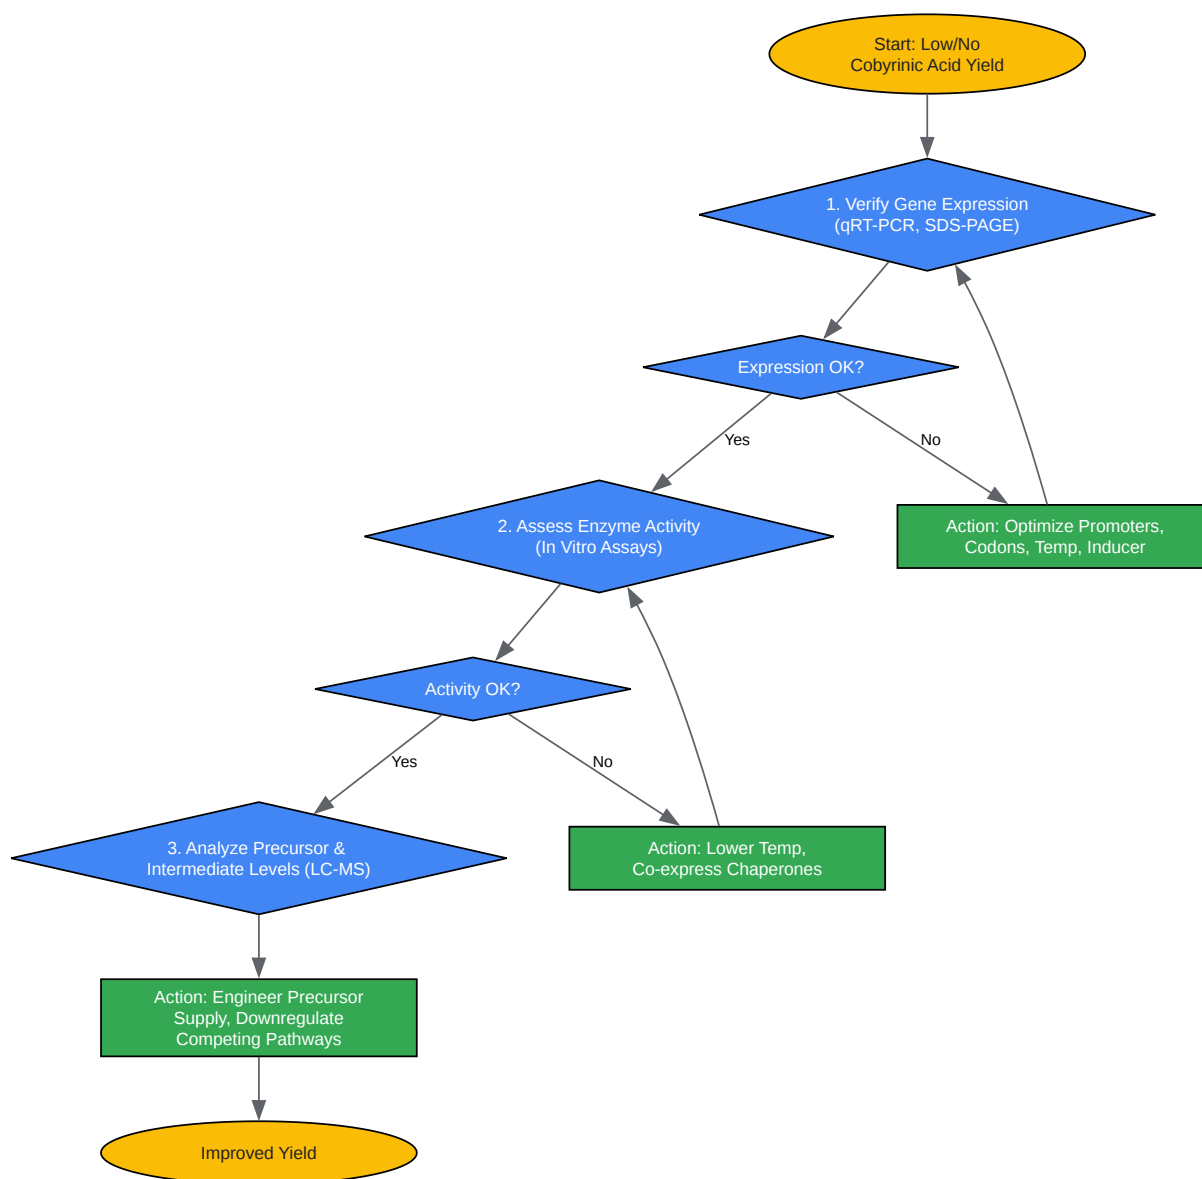 Start: Low/No
Cobyrinic Acid Yield
1. Verify Gene Expression
(qRT-PCR, SDS-PAGE)
Expression OK?
Yes
No
2. Assess Enzyme Activity
(In Vitro Assays)
Action: Optimize Promoters,
Codons, Temp, Inducer
Activity OK?
Yes
No
3. Analyze Precursor &
Intermediate Levels (LC-MS)
Action: Lower Temp,
Co-express Chaperones
Action: Engineer Precursor
Supply, Downregulate
Competing Pathways
Improved Yield